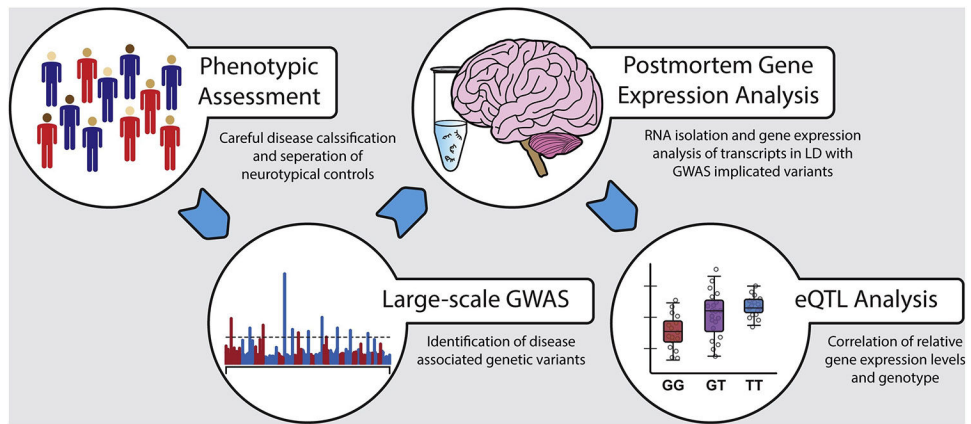 Phenotypic
Assessment
Careful disease calssification
and seperation of
neurotypical controls
Large-scale GWAS
Identification of disease
associated genetic variants
Postmortem Gene
Expression Analysis
RNA isolation and gene expression
analysis of transcripts in LD with
GWAS implicated variants
eQTL Analysis
Correlation of relative
gene expression levels
and genotype
GG GT TT